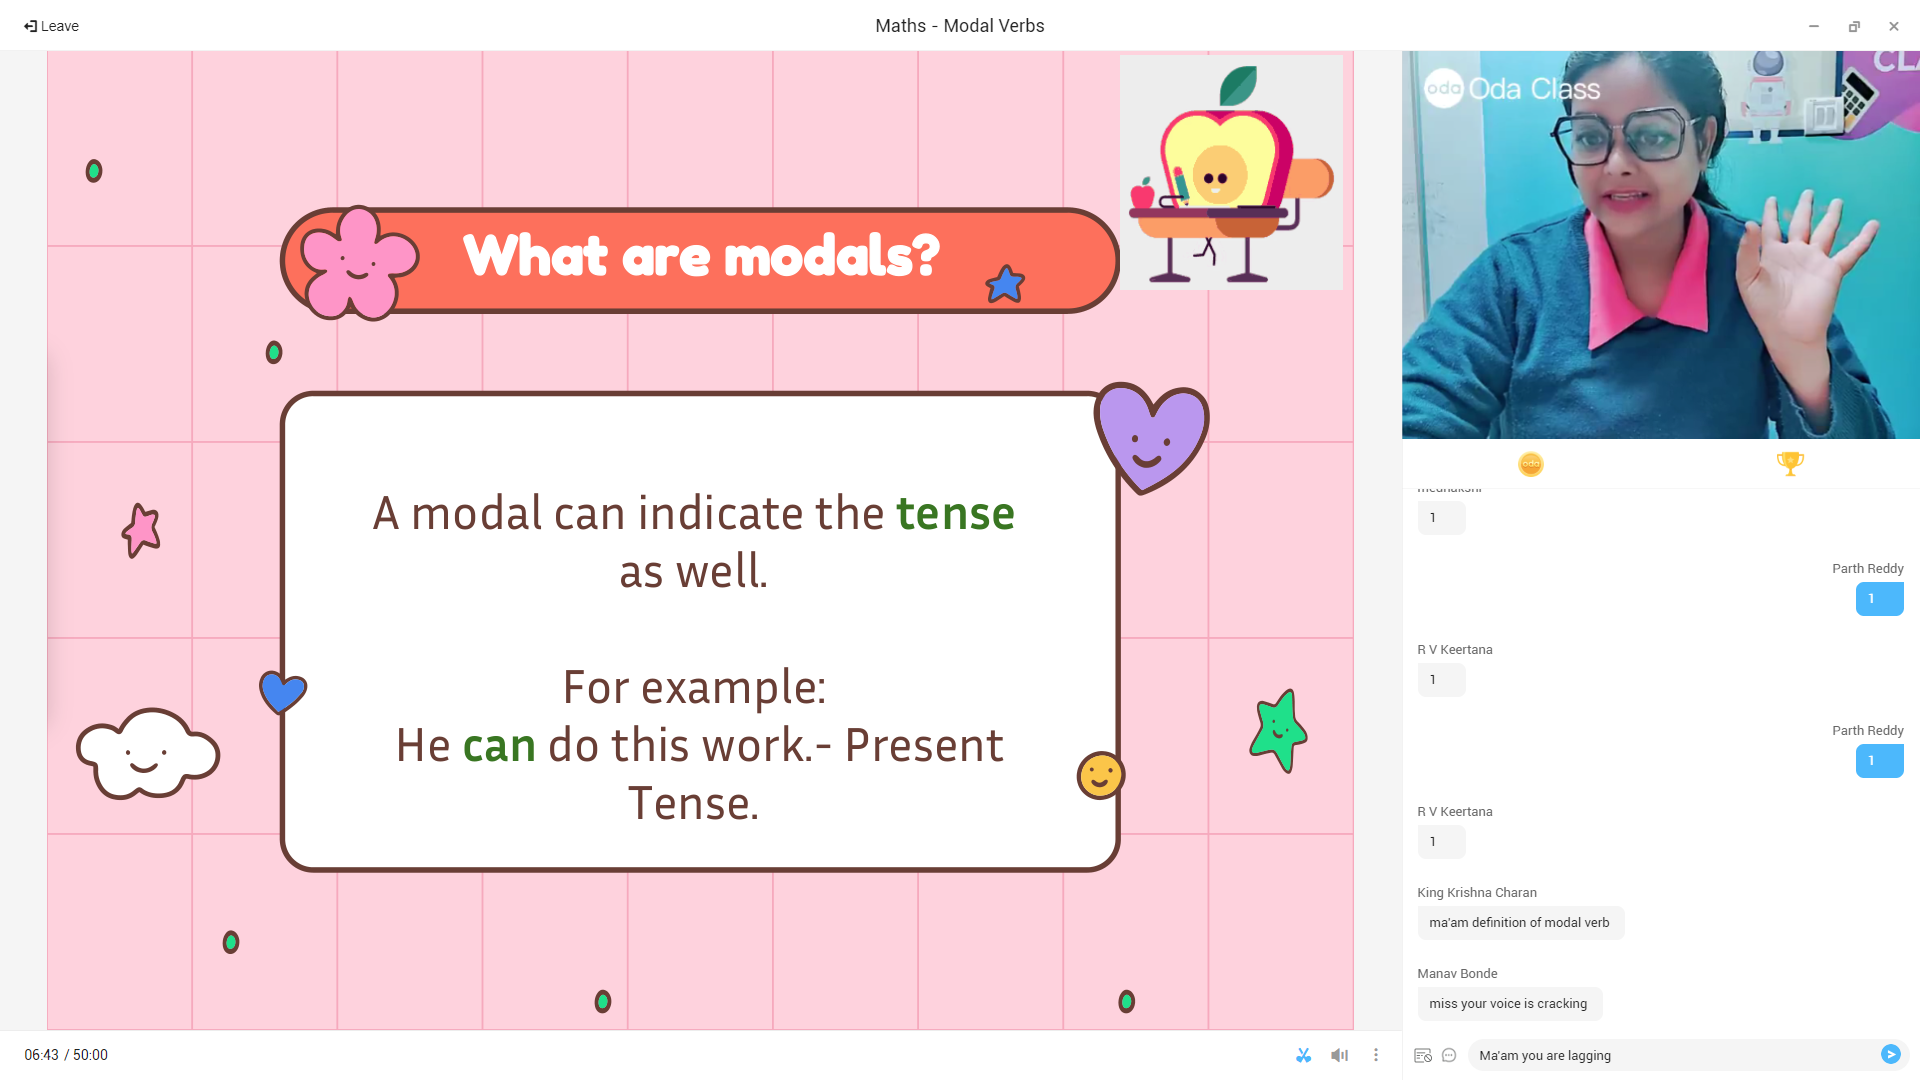 Leave
Maths - Modal Verbs
What are modals?
A modal can indicate the tense
as well.
For example:
He can do this work.- Present
Tense.
06:43 / 50:00
oda Oda Class
CL
oda
1
Parth Reddy
1
R V Keertana
1
Parth Reddy
1
R V Keertana
1
King Krishna Charan
ma'am definition of modal verb
Manav Bonde
miss your voice is cracking
Ma'am you are lagging